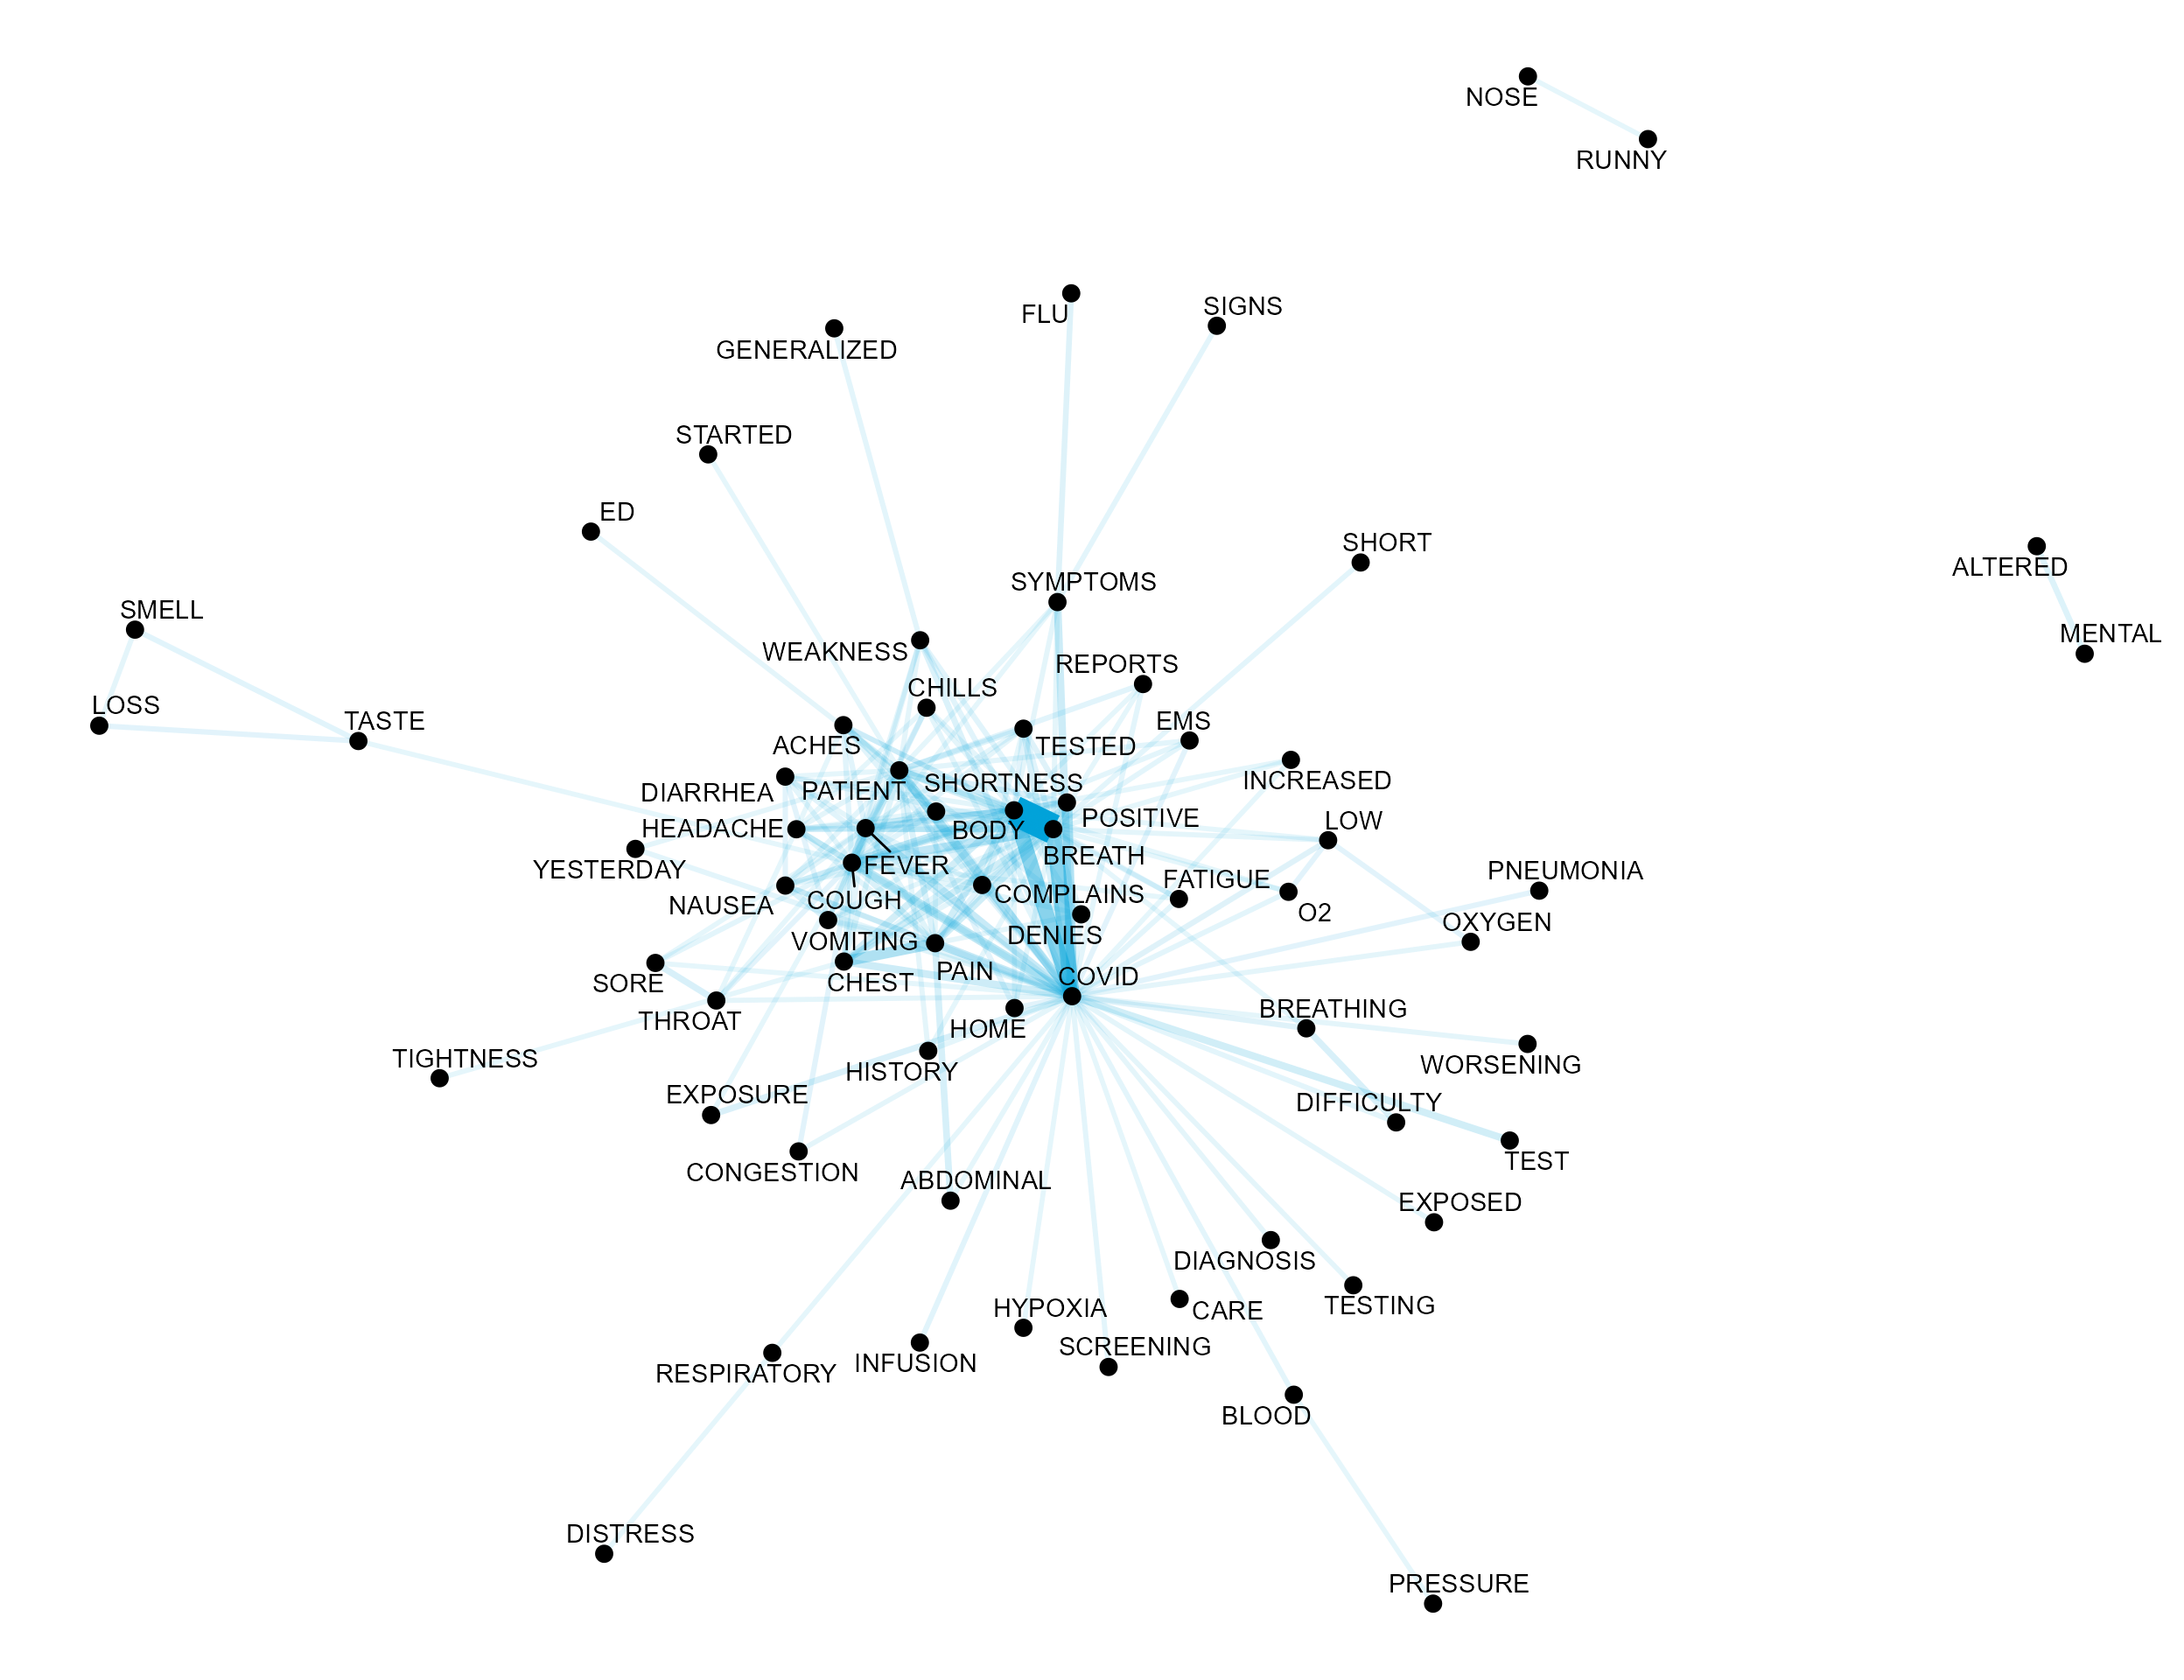 NOSE
RUNNY
FLU
SIGNS
GENERALIZED
STARTED
ED
SHORT
ALTERED
SYMPTOMS
SMELL
MENTAL
WEAKNESS
REPORTS
CHILLS
LOSS
TASTE
EMS
ACHES
TESTED
INCREASED
SHORTNESS
DIARRHEA
PATIENT
POSITIVE
LOW
HEADACHE
BODY
BREATH
FEVER
YESTERDAY
PNEUMONIA
FATIGUE
COMPLAINS
COUGH
NAUSEA
O2
OXYGEN
DENIES
VOMITING
PAIN
COVID
SORE
CHEST
BREATHING
THROAT
HOME
TIGHTNESS
WORSENING
HISTORY
EXPOSURE
DIFFICULTY
TEST
CONGESTION
ABDOMINAL
EXPOSED
DIAGNOSIS
TESTING
HYPOXIA
CARE
SCREENING
INFUSION
RESPIRATORY
BLOOD
DISTRESS
PRESSURE